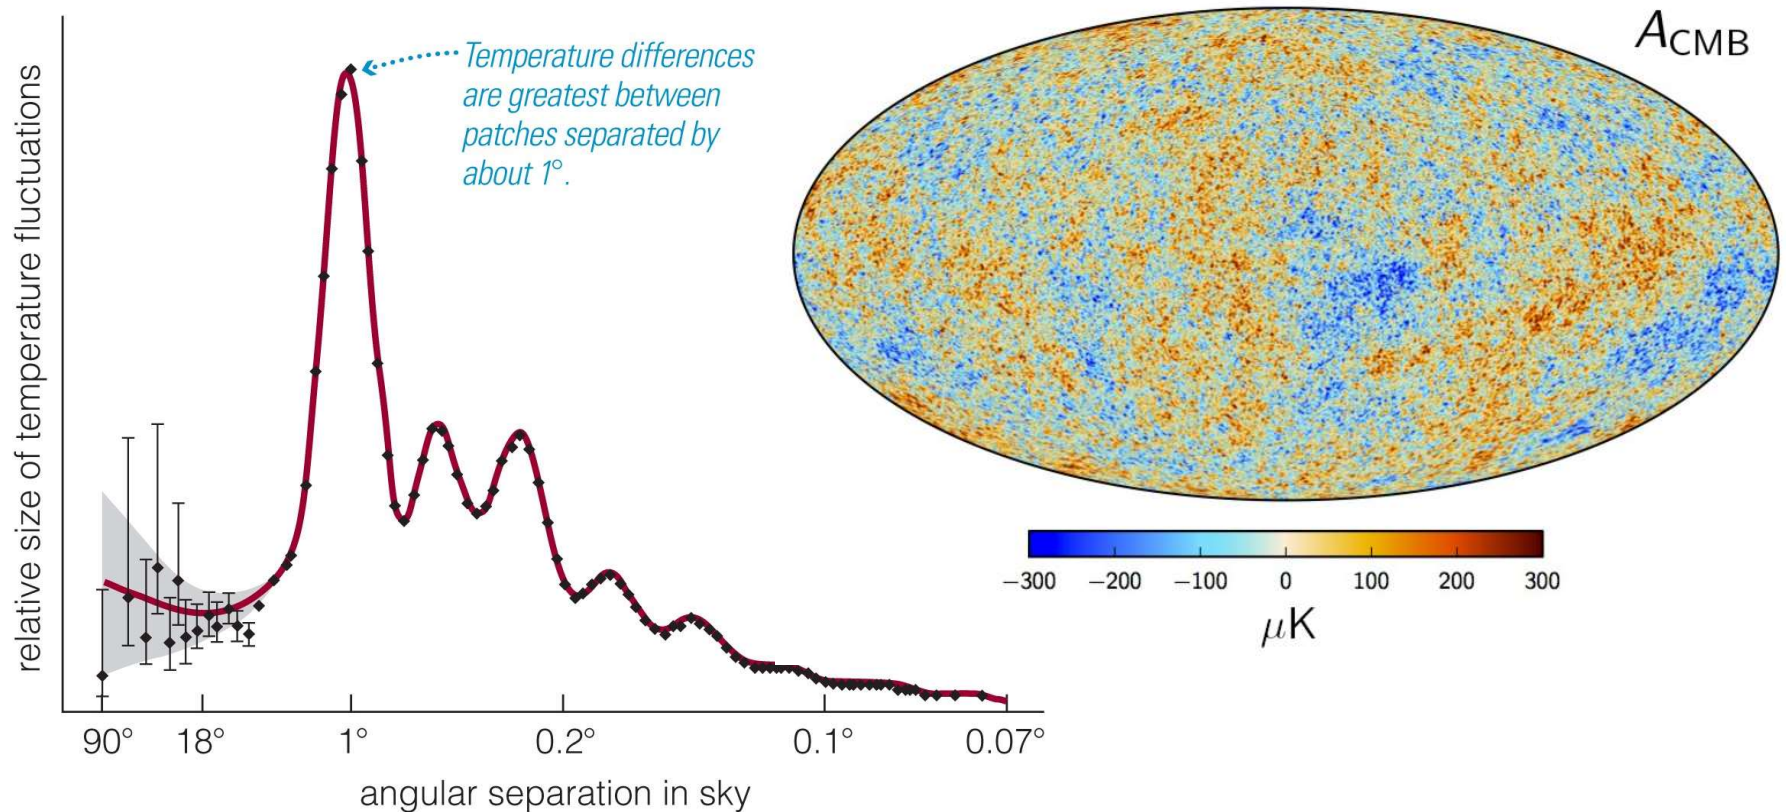 relative size of temperature fluctuations
Temperature differences
are greatest between
patches separated by
about 1°.
90° 18° 1° 0.2° 0.1° 0.07°
angular separation in sky
A_CMB
−300 −200 −100 0 100 200 300
μK